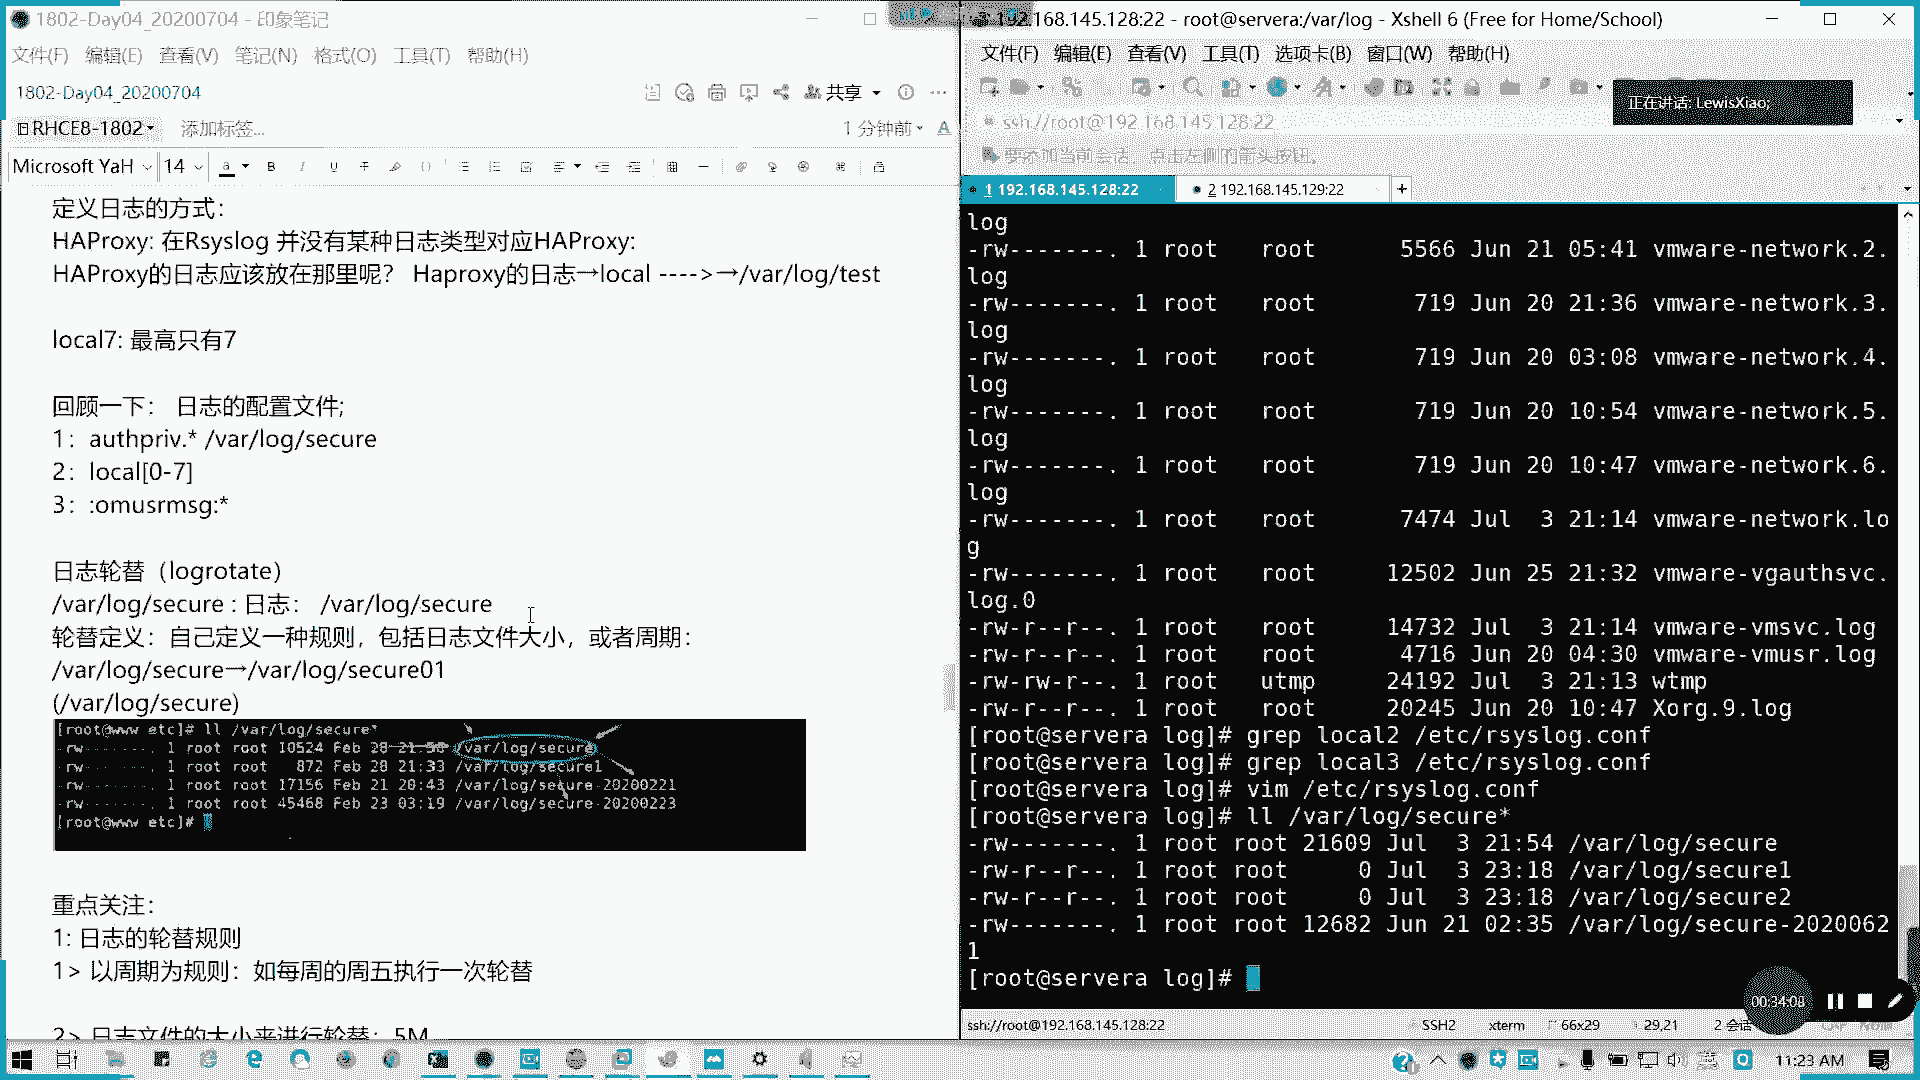 1802-Day04_20200704 - 印象笔记
文件(F) 编辑(E) 查看(V) 笔记(N) 格式(O) 工具(T) 帮助(H)
1802-Day04_20200704
共享
RHCE8-1802 添加标签...
1 分钟前
Microsoft YaH 14
定义日志的方式：
HAProxy: 在Rsyslog 并没有某种日志类型对应HAProxy:
HAProxy的日志应该放在那里呢？ Haproxy的日志→local ---->→/var/log/test
local7: 最高只有7
回顾一下： 日志的配置文件;
1：authpriv.* /var/log/secure
2：local[0-7]
3：:omusrmsg:*
日志轮替（logrotate）
/var/log/secure : 日志： /var/log/secure
轮替定义：自己定义一种规则，包括日志文件大小，或者周期：
/var/log/secure→/var/log/secure01
(/var/log/secure)
[root@www etc]# ll /var/log/secure*
-rw-------. 1 root root 10524 Feb 28 21:58 /var/log/secure
-rw-------. 1 root root 872 Feb 28 21:33 /var/log/secure1
-rw-------. 1 root root 17156 Feb 21 20:43 /var/log/secure-20200221
-rw-------. 1 root root 45468 Feb 23 03:19 /var/log/secure-20200223
[root@www etc]#
重点关注：
1: 日志的轮替规则
1> 以周期为规则：如每周的周五执行一次轮替
2> 日志文件的大小来进行轮替：5M
192.168.145.128:22 - root@servera:/var/log - Xshell 6 (Free for Home/School)
文件(F) 编辑(E) 查看(V) 工具(T) 选项卡(B) 窗口(W) 帮助(H)
正在讲话: LewisXiao;
ssh://root@192.168.145.128:22
要添加当前会话，点击左侧的箭头按钮。
1 192.168.145.128:22 2 192.168.145.129:22
log
-rw-------. 1 root root 5566 Jun 21 05:41 vmware-network.2.
log
-rw-------. 1 root root 719 Jun 20 21:36 vmware-network.3.
log
-rw-------. 1 root root 719 Jun 20 03:08 vmware-network.4.
log
-rw-------. 1 root root 719 Jun 20 10:54 vmware-network.5.
log
-rw-------. 1 root root 719 Jun 20 10:47 vmware-network.6.
log
-rw-------. 1 root root 7474 Jul 3 21:14 vmware-network.lo
g
-rw-------. 1 root root 12502 Jun 25 21:32 vmware-vgauthsvc.
log.0
-rw-r--r--. 1 root root 14732 Jul 3 21:14 vmware-vmsvc.log
-rw-r--r--. 1 root root 4716 Jun 20 04:30 vmware-vmusr.log
-rw-rw-r--. 1 root utmp 24192 Jul 3 21:13 wtmp
-rw-r--r--. 1 root root 20245 Jun 20 10:47 Xorg.9.log
[root@servera log]# grep local2 /etc/rsyslog.conf
[root@servera log]# grep local3 /etc/rsyslog.conf
[root@servera log]# vim /etc/rsyslog.conf
[root@servera log]# ll /var/log/secure*
-rw-------. 1 root root 21609 Jul 3 21:54 /var/log/secure
-rw-r--r--. 1 root root 0 Jul 3 23:18 /var/log/secure1
-rw-r--r--. 1 root root 0 Jul 3 23:18 /var/log/secure2
-rw-------. 1 root root 12682 Jun 21 02:35 /var/log/secure-2020062
1
[root@servera log]#
00:34:08
ssh://root@192.168.145.128:22 SSH2 xterm 66x29 29,21 2 会话
11:23 AM